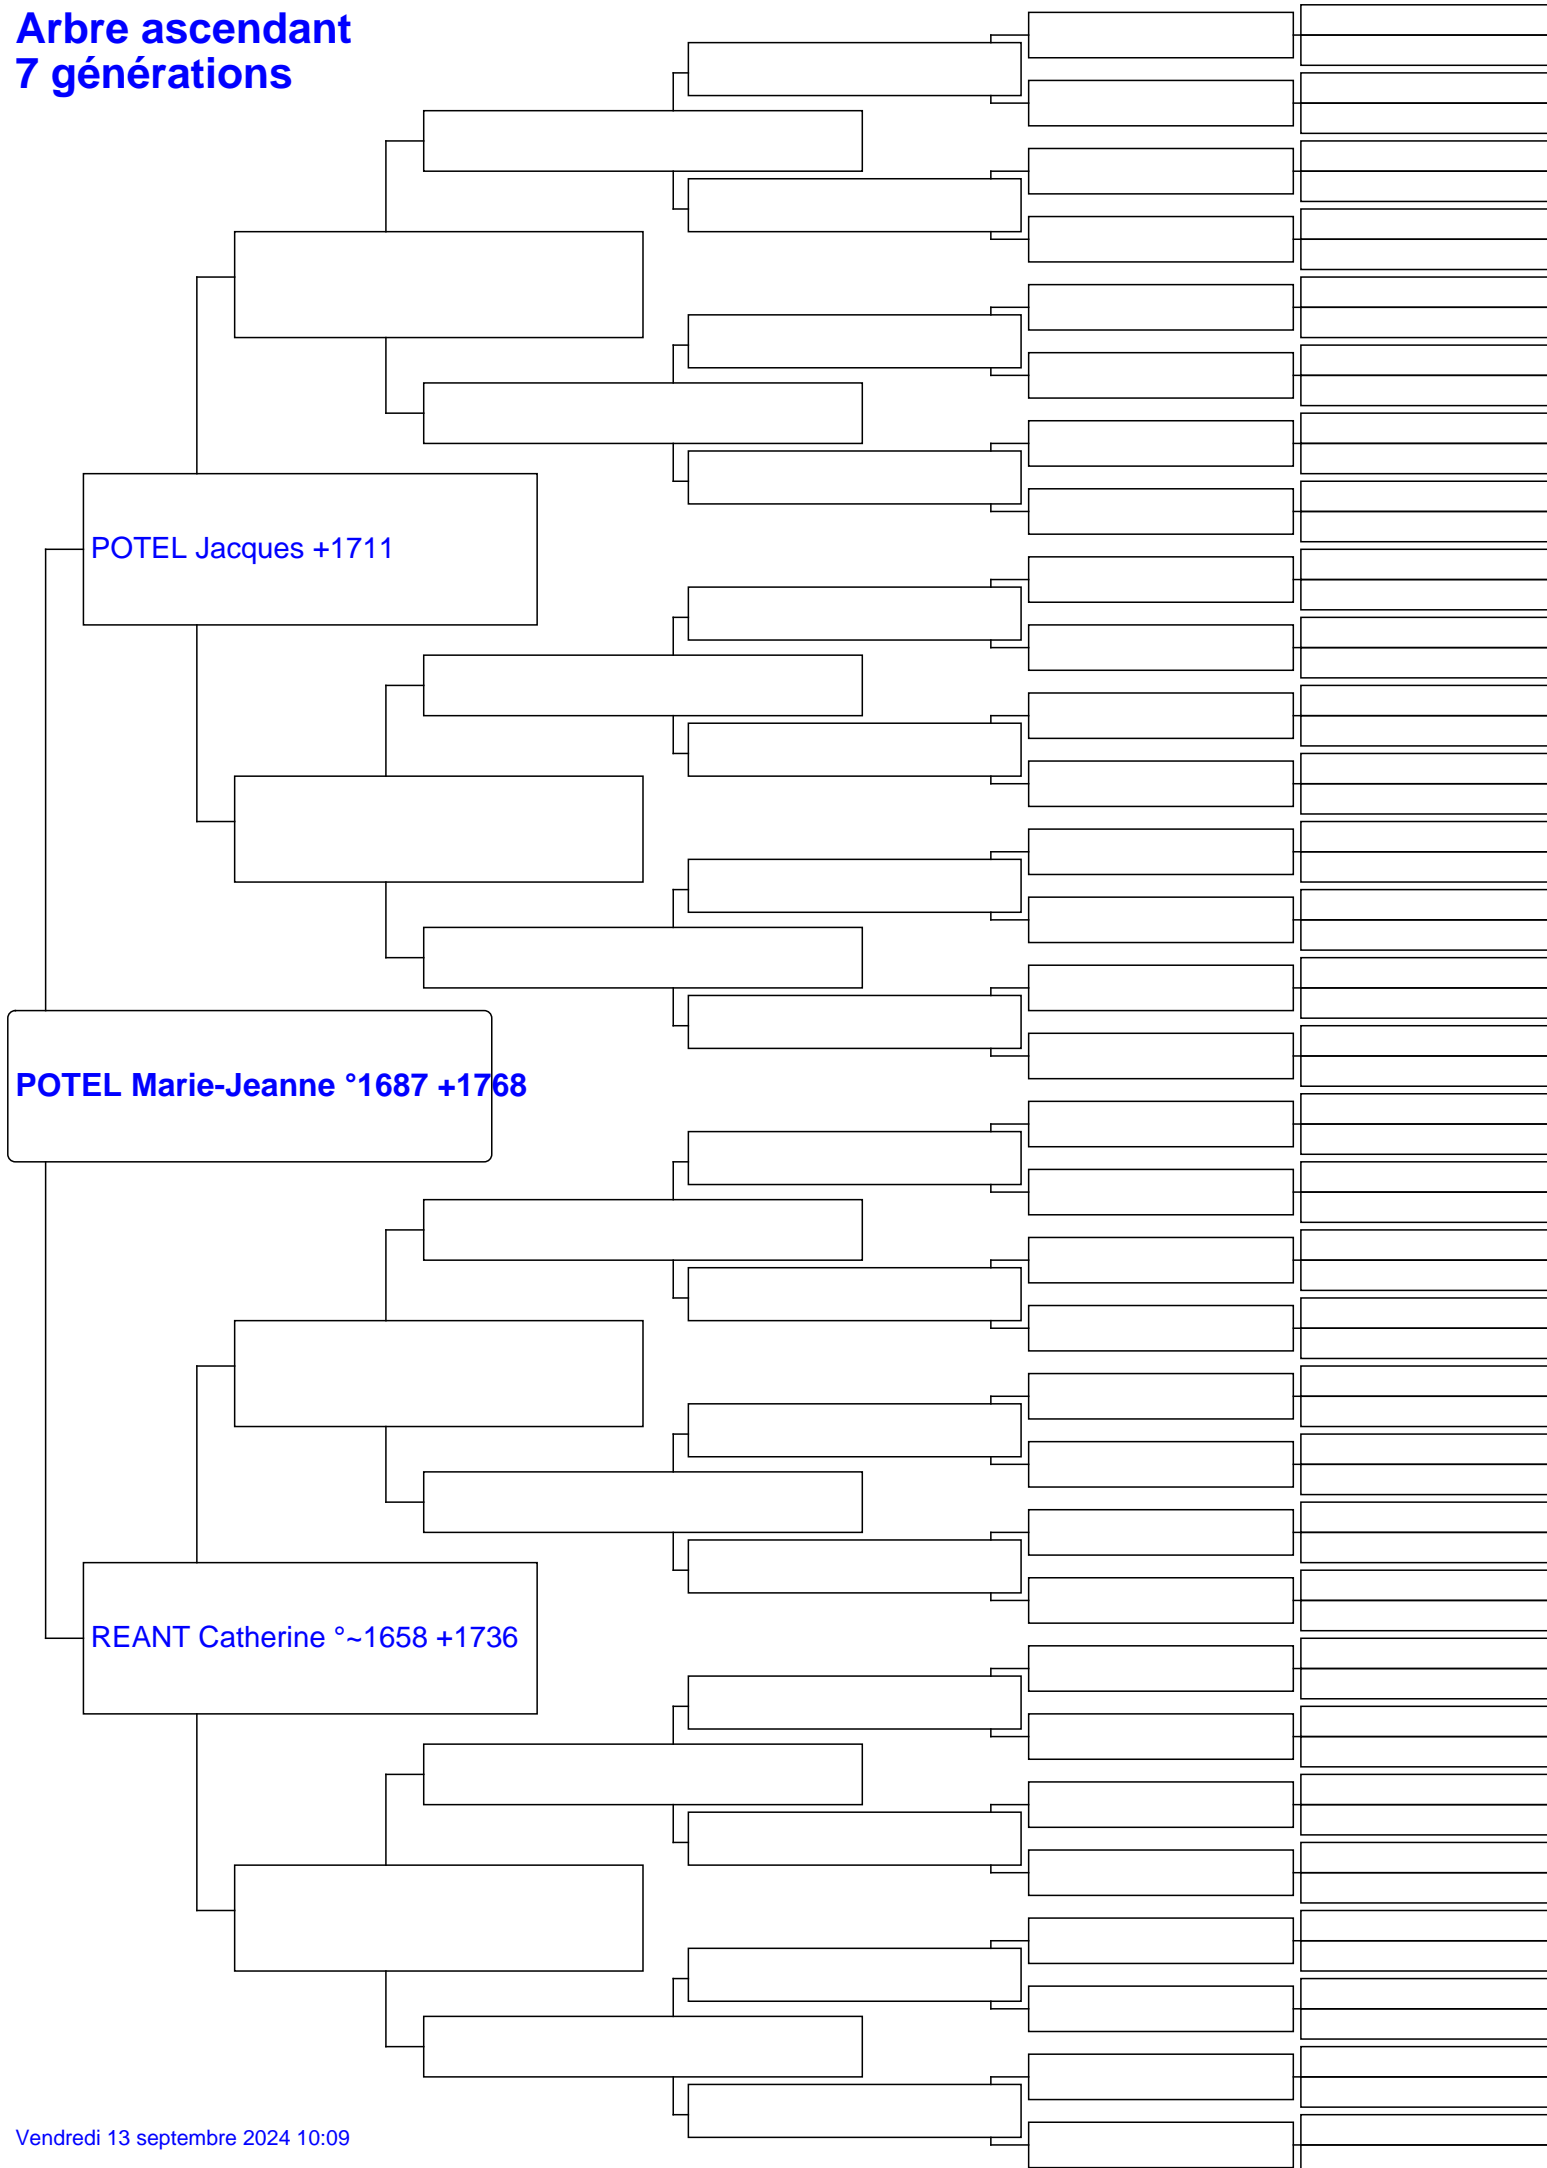 Arbre ascendant
7 générations
POTEL Jacques +1711
POTEL Marie-Jeanne °1687 +1768
REANT Catherine °~1658 +1736
Vendredi 13 septembre 2024 10:09